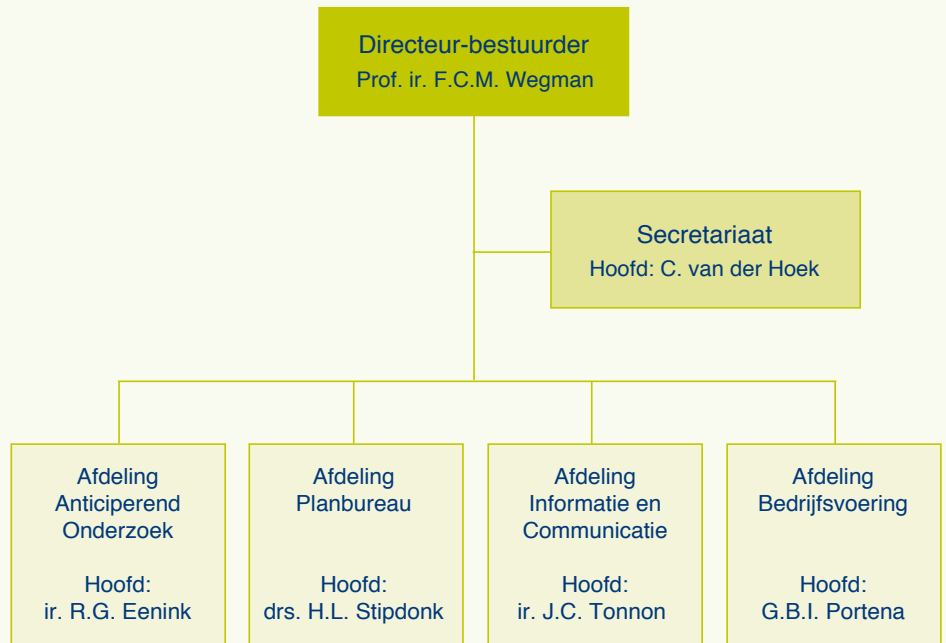 Directeur-bestuurder
Prof. ir. F.C.M. Wegman
Secretariaat
Hoofd: C. van der Hoek
Afdeling
Anticiperend
Onderzoek
Hoofd:
ir. R.G. Eenink
Afdeling
Planbureau
Hoofd:
drs. H.L. Stipdonk
Afdeling
Informatie en
Communicatie
Hoofd:
ir. J.C. Tonnon
Afdeling
Bedrijfsvoering
Hoofd:
G.B.I. Portena